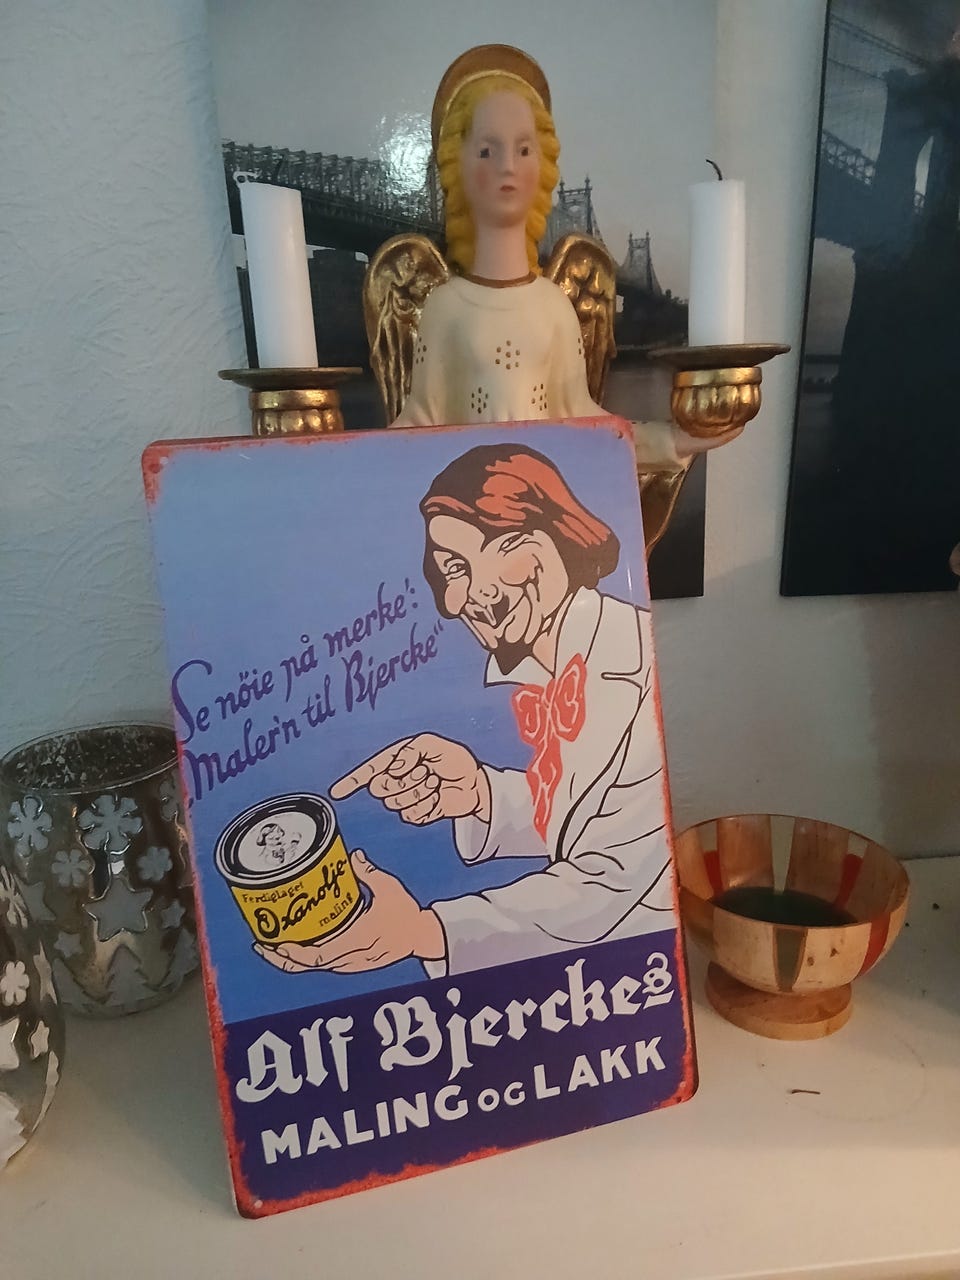 Se nöie på merke:
"Maler'n til Bjercke"
Ferdiglaget
Oxanolje
maling
Alf Bjerckes
MALING OG LAKK